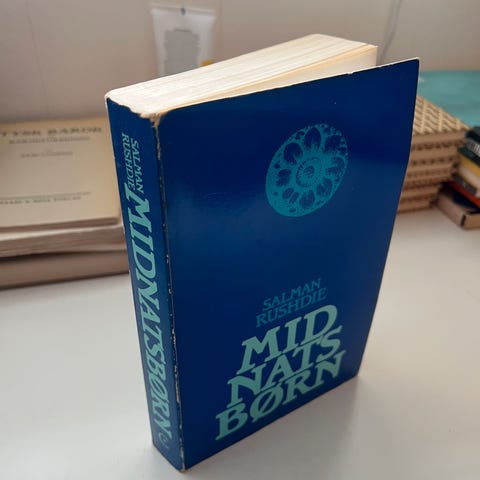 SALMAN
RUSHDIE
MID
NATS
BØRN
SALMAN
RUSHDIE
MIDNATSBØRN